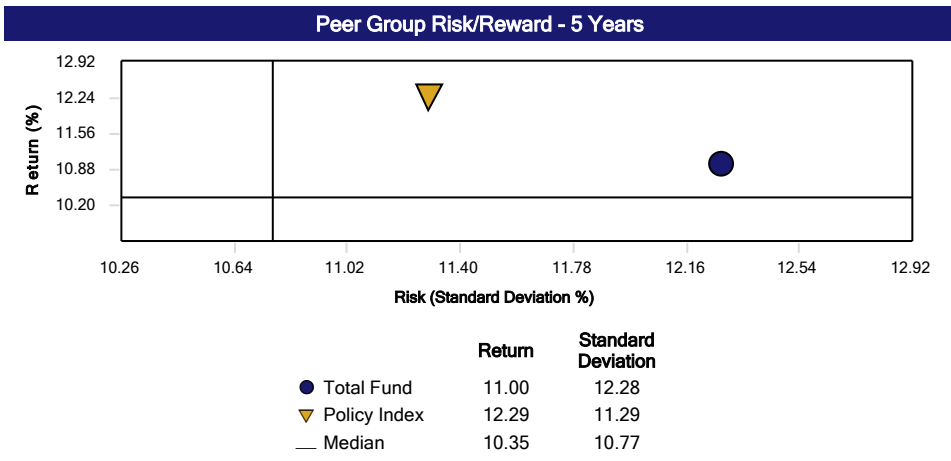 Peer Group Risk/Reward - 5 Years
12.92
12.24
11.56
10.88
10.20
Return (%)
10.26 10.64 11.02 11.40 11.78 12.16 12.54 12.92
Risk (Standard Deviation %)
Return Standard Deviation
Total Fund 11.00 12.28
Policy Index 12.29 11.29
Median 10.35 10.77